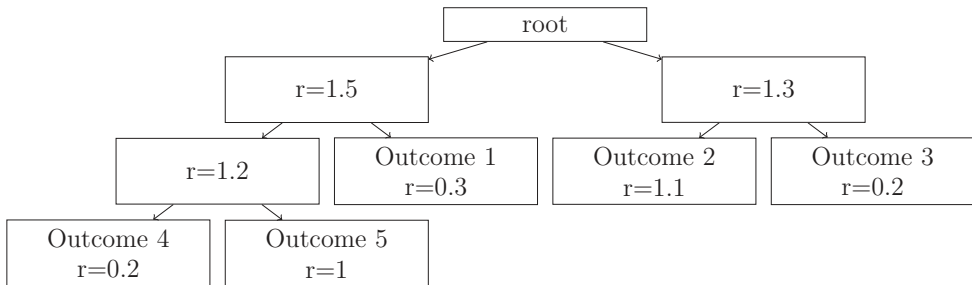 root
r=1.5
r=1.3
r=1.2
Outcome 1
r=0.3
Outcome 2
r=1.1
Outcome 3
r=0.2
Outcome 4
r=0.2
Outcome 5
r=1